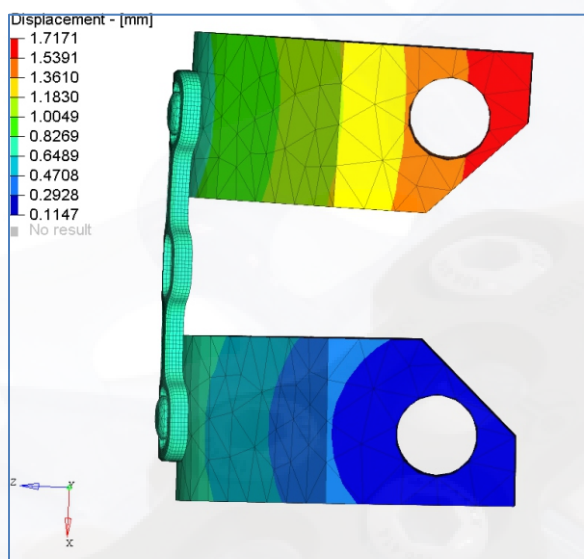 Displacement - [mm]
1.7171
1.5391
1.3610
1.1830
1.0049
0.8269
0.6489
0.4708
0.2928
0.1147
No result
Z
Y
X